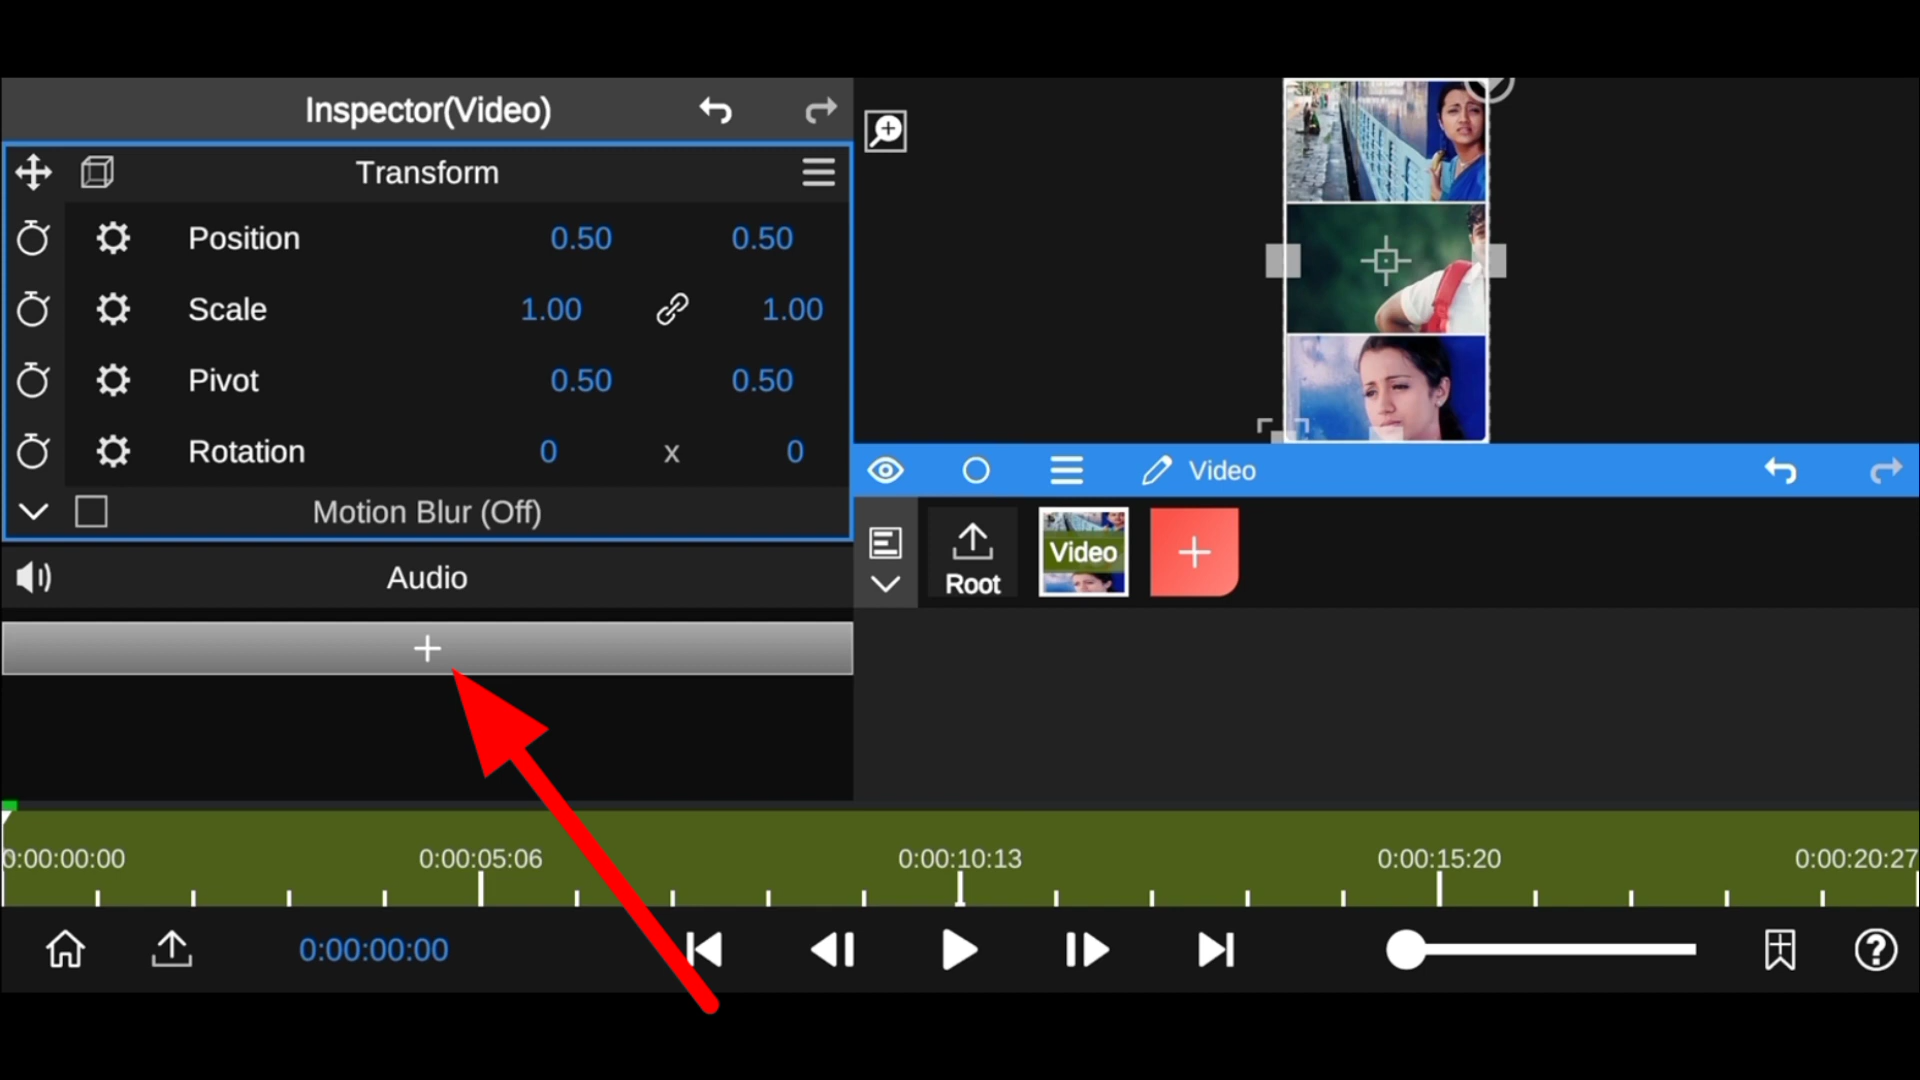 Inspector(Video)
Transform
Position 0.50 0.50
Scale 1.00 1.00
Pivot 0.50 0.50
Rotation 0 x 0
Motion Blur (Off)
Audio
Video
Root
Video
0:00:00:00 0:00:05:06 0:00:10:13 0:00:15:20 0:00:20:27
0:00:00:00